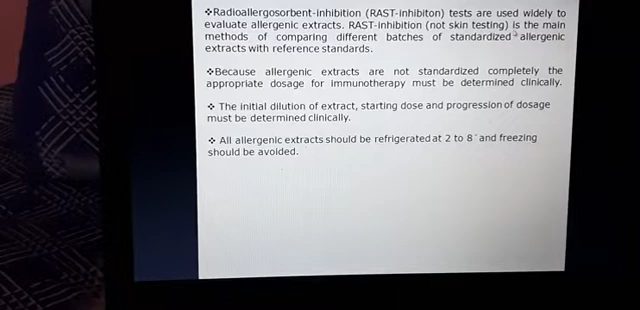 ❖Radioallergosorbent-inhibition (RAST-inhibiton) tests are used widely to
evaluate allergenic extracts. RAST-inhibition (not skin testing) is the main
methods of comparing different batches of standardized allergenic
extracts with reference standards.
❖Because allergenic extracts are not standardized completely the
appropriate dosage for immunotherapy must be determined clinically.
❖ The initial dilution of extract, starting dose and progression of dosage
must be determined clinically.
❖ All allergenic extracts should be refrigerated at 2 to 8˚and freezing
should be avoided.